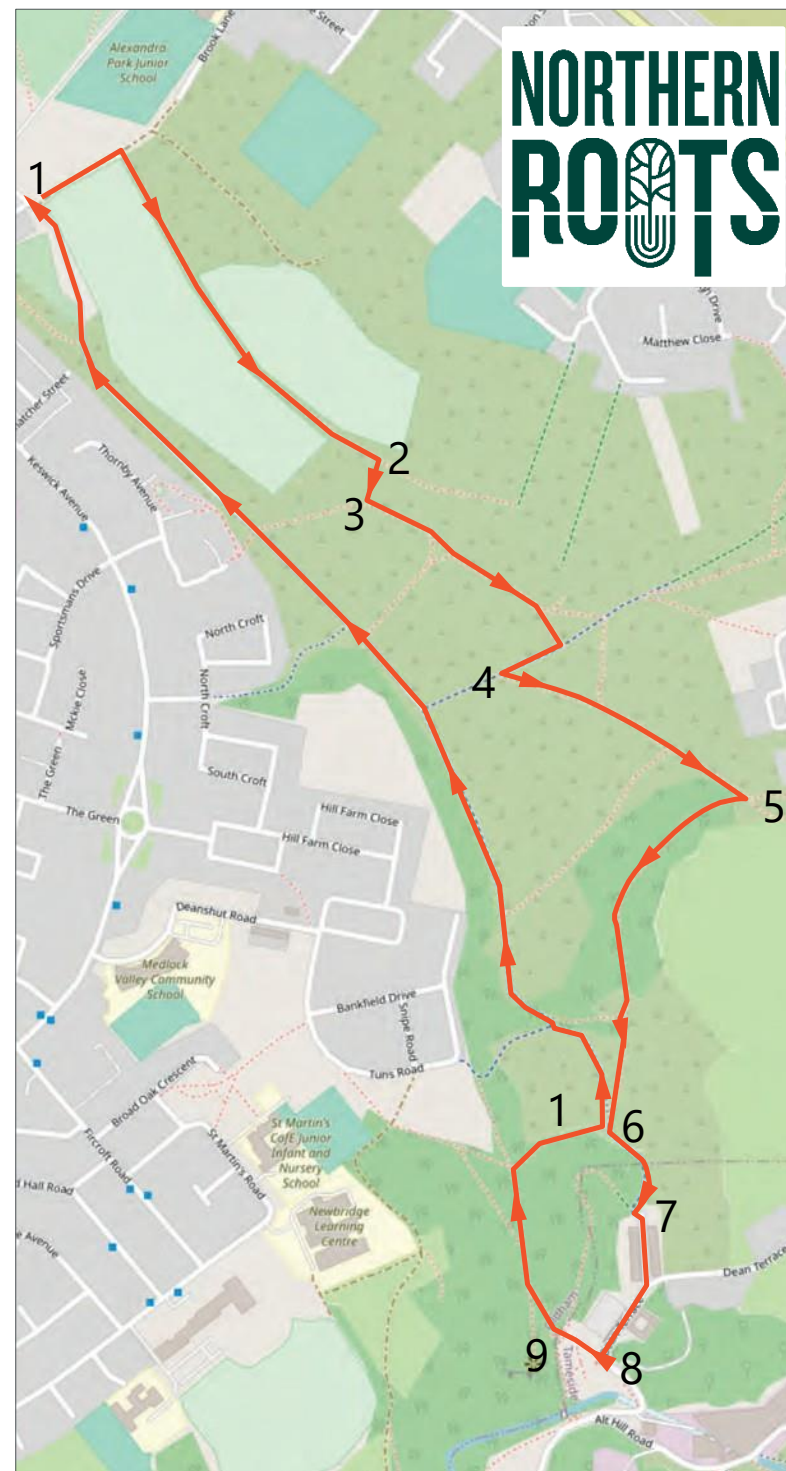 NORTHERN
ROOTS
Alexandra
Park Junior
School
Brook Lane
1
Matthew Close
Thornby Avenue
Keswick Avenue
2
3
Sportsmans Drive
North Croft
North
Croft
Mckie Close
4
The Green
South Croft
The Green
Hill Farm Close
Hill Farm Close
5
Deanshut Road
Medlock
Valley Community
School
Bankfield Drive
Snipe Road
Tuns Road
Broad Oak Crescent
1
6
St Martin's
CofE Junior
Infant and
Nursery
School
St Martin's Road
Fircroft Road
d Hall Road
Newbridge
Learning
Centre
7
e Avenue
Dean Terrace
dham
Tameside
9
8
Alt Hill Road